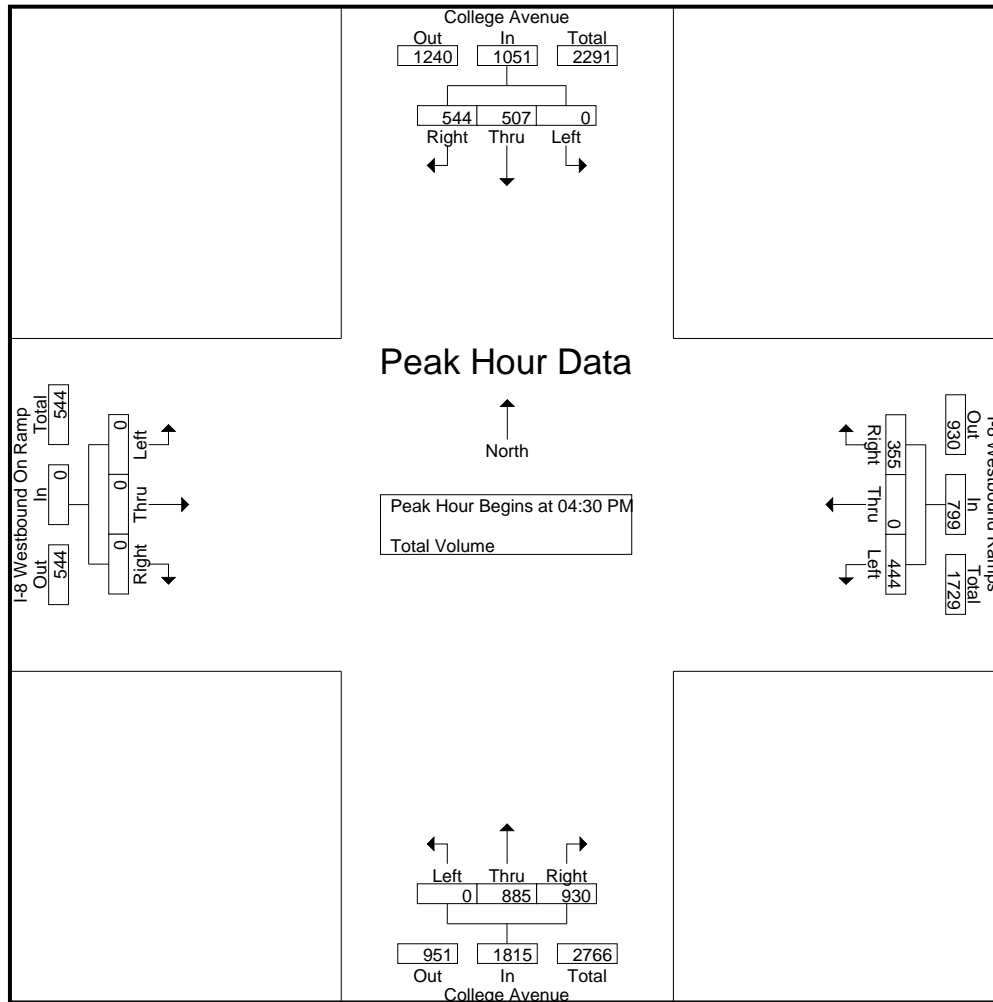 College Avenue
Out In Total
1240 1051 2291
544 507 0
Right Thru Left
Peak Hour Data
North
Peak Hour Begins at 04:30 PM
Total Volume
I-8 Westbound On Ramp
Out In Total
544 0 544
Left Thru Right
0 0 0
Westbound Ramps
Out In Total
930 799 1729
355 0 444
Right Thru Left
Left Thru Right
0 885 930
951 1815 2766
Out In Total
College Avenue